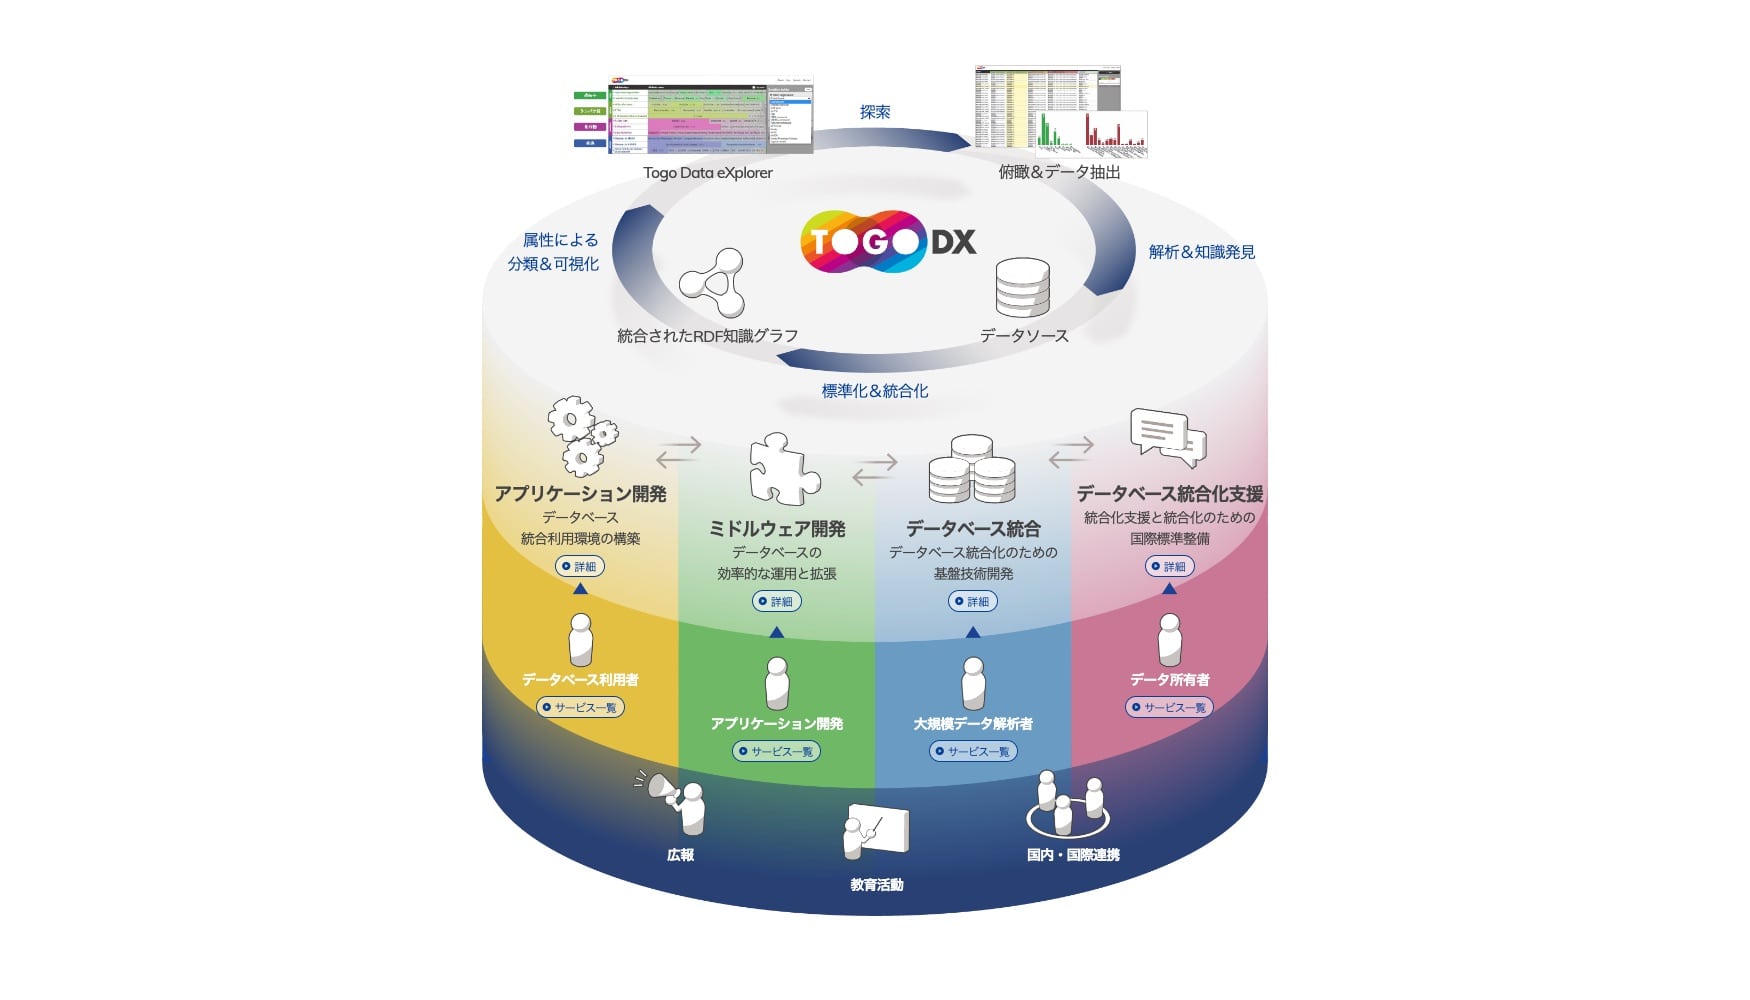 探索
Togo Data eXplorer
俯瞰＆データ抽出
TOGO DX
属性による
分類＆可視化
解析＆知識発見
統合されたRDF知識グラフ
データソース
標準化＆統合化
アプリケーション開発
データベース
統合利用環境の構築
詳細
ミドルウェア開発
データベースの
効率的な運用と拡張
詳細
データベース統合
データベース統合化のための
基盤技術開発
詳細
データベース統合化支援
統合化支援と統合化のための
国際標準整備
詳細
データベース利用者
サービス一覧
アプリケーション開発
サービス一覧
大規模データ解析者
サービス一覧
データ所有者
サービス一覧
広報
教育活動
国内・国際連携